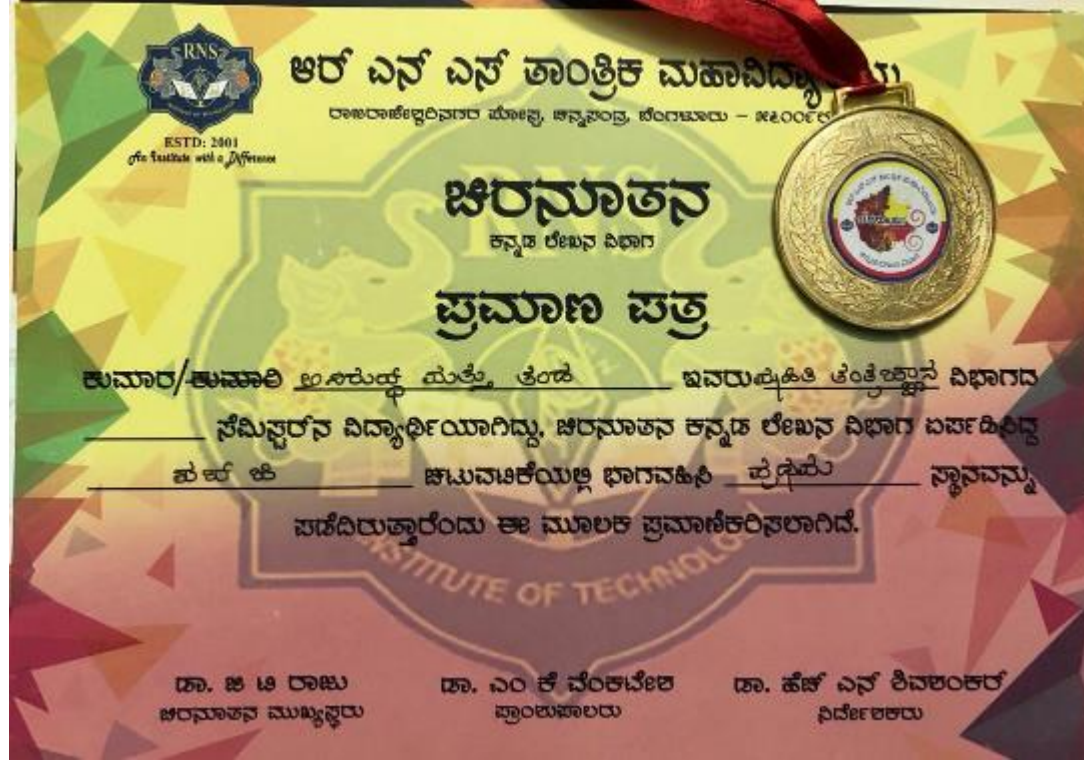 RNS
ESTD: 2001
An Institute with a Difference
ಆರ್ ಎನ್ ಎಸ್ ತಾಂತ್ರಿಕ ಮಹಾವಿದ್ಯಾ
ರಾಜರಾಜೇಶ್ವರಿನಗರ ಪೋಸ್ಟ್, ಚನ್ನಸಂದ್ರ, ಬೆಂಗಳೂರು – ೫೬೦೦೯೮
ಚಿರನೂತನ
ಕನ್ನಡ ಲೇಖನ ವಿಭಾಗ
ಪ್ರಮಾಣ ಪತ್ರ
ಕುಮಾರ/ಕುಮಾರಿ ಅನಿರುಧ್ಧ್ ಮತ್ತು ತಂಡ ಇವರು ಮಾಹಿತಿ ತಂತ್ರಜ್ಞಾನ ವಿಭಾಗದ
ಸೆಮಿಸ್ಟರ್‌ನ ವಿದ್ಯಾರ್ಥಿಯಾಗಿದ್ದು, ಚಿರನೂತನ ಕನ್ನಡ ಲೇಖನ ವಿಭಾಗ ಏರ್ಪಡಿಸಿದ್ದ
ಚಟುವಟಿಕೆಯಲ್ಲಿ ಭಾಗವಹಿಸಿ ಪ್ರಥಮ ಸ್ಥಾನವನ್ನು
ಪಡೆದಿರುತ್ತಾರೆಂದು ಈ ಮೂಲಕ ಪ್ರಮಾಣಿಕರಿಸಲಾಗಿದೆ.
RNS
INSTITUTE OF TECHNOLOGY
ಡಾ. ಜಿ ಟಿ ರಾಜು
ಚಿರನೂತನ ಮುಖ್ಯಸ್ಥರು
ಡಾ. ಎಂ ಕೆ ವೆಂಕಟೇಶ
ಪ್ರಾಂಶುಪಾಲರು
ಡಾ. ಹೆಚ್ ಎನ್ ಶಿವಶಂಕರ್
ನಿರ್ದೇಶಕರು